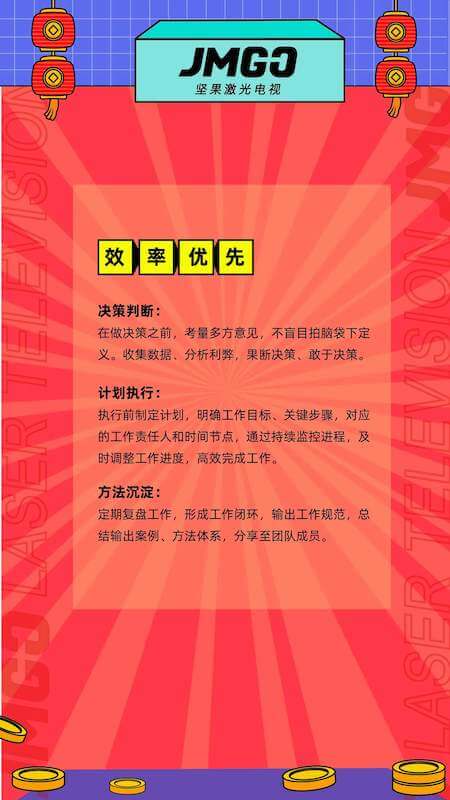 JMGO
坚果激光电视
效率优先
决策判断：
在做决策之前，考量多方意见，不盲目拍脑袋下定
义。收集数据、分析利弊，果断决策、敢于决策。
计划执行：
执行前制定计划，明确工作目标、关键步骤，对应
的工作责任人和时间节点，通过持续监控进程，及
时调整工作进度，高效完成工作。
方法沉淀：
定期复盘工作，形成工作闭环，输出工作规范，总
结输出案例、方法体系，分享至团队成员。
JMGO LASER TELEVISION
LASER TELEVISION JMGO